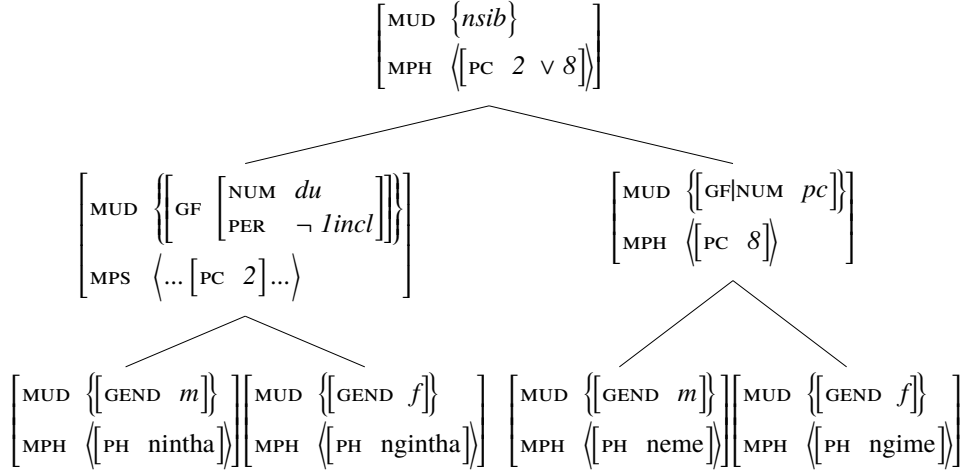 MUD {nsib}
MPH ⟨[PC 2 ∨ 8]⟩
MUD {[GF [NUM du
PER ¬ 1incl]]}
MPS ⟨... [PC 2] ...⟩
MUD {[GF|NUM pc]}
MPH ⟨[PC 8]⟩
MUD {[GEND m]}
MPH ⟨[PH nintha]⟩
MUD {[GEND f]}
MPH ⟨[PH ngintha]⟩
MUD {[GEND m]}
MPH ⟨[PH neme]⟩
MUD {[GEND f]}
MPH ⟨[PH ngime]⟩